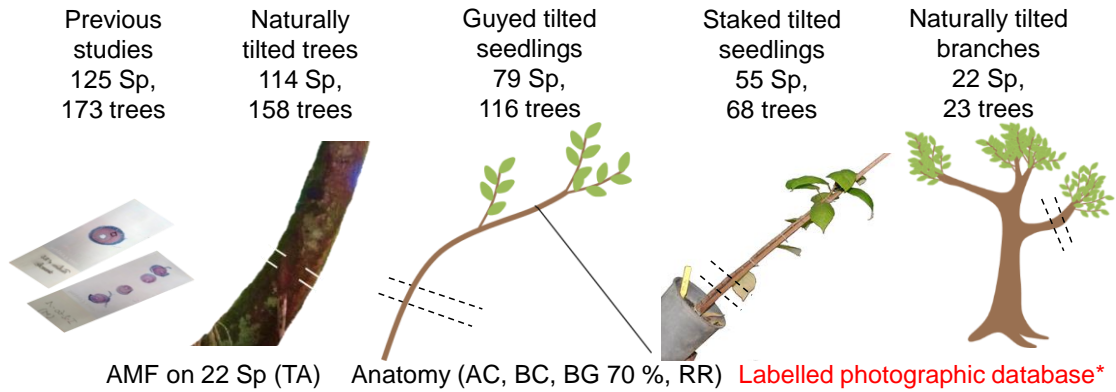 Previous
studies
125 Sp,
173 trees
Naturally
tilted trees
114 Sp,
158 trees
Guyed tilted
seedlings
79 Sp,
116 trees
Staked tilted
seedlings
55 Sp,
68 trees
Naturally tilted
branches
22 Sp,
23 trees
AMF on 22 Sp (TA) Anatomy (AC, BC, BG 70 %, RR) Labelled photographic database*